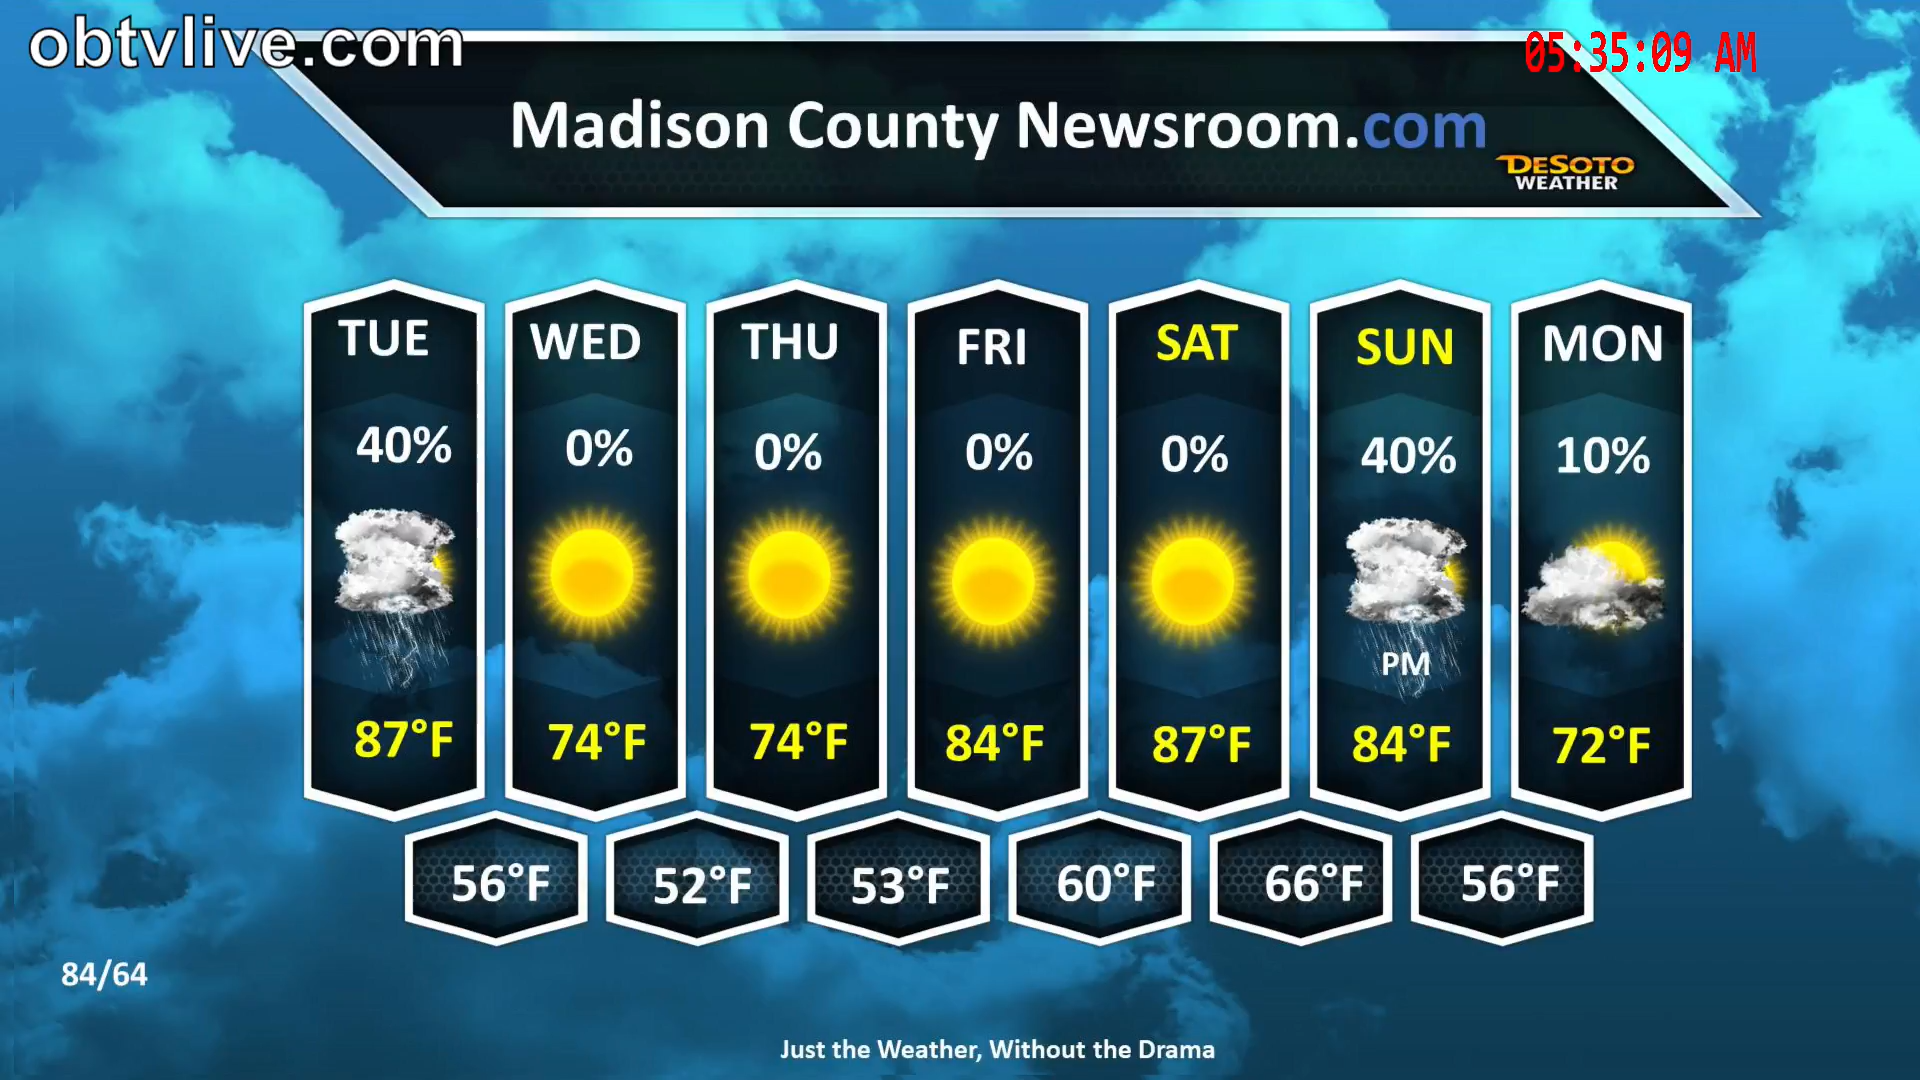 obtvlive.com
05:35:09 AM
Madison County Newsroom.com
DESOTO
WEATHER
TUE WED THU FRI SAT SUN MON
40% 0% 0% 0% 0% 40% 10%
PM
87°F 74°F 74°F 84°F 87°F 84°F 72°F
56°F 52°F 53°F 60°F 66°F 56°F
84/64
Just the Weather, Without the Drama